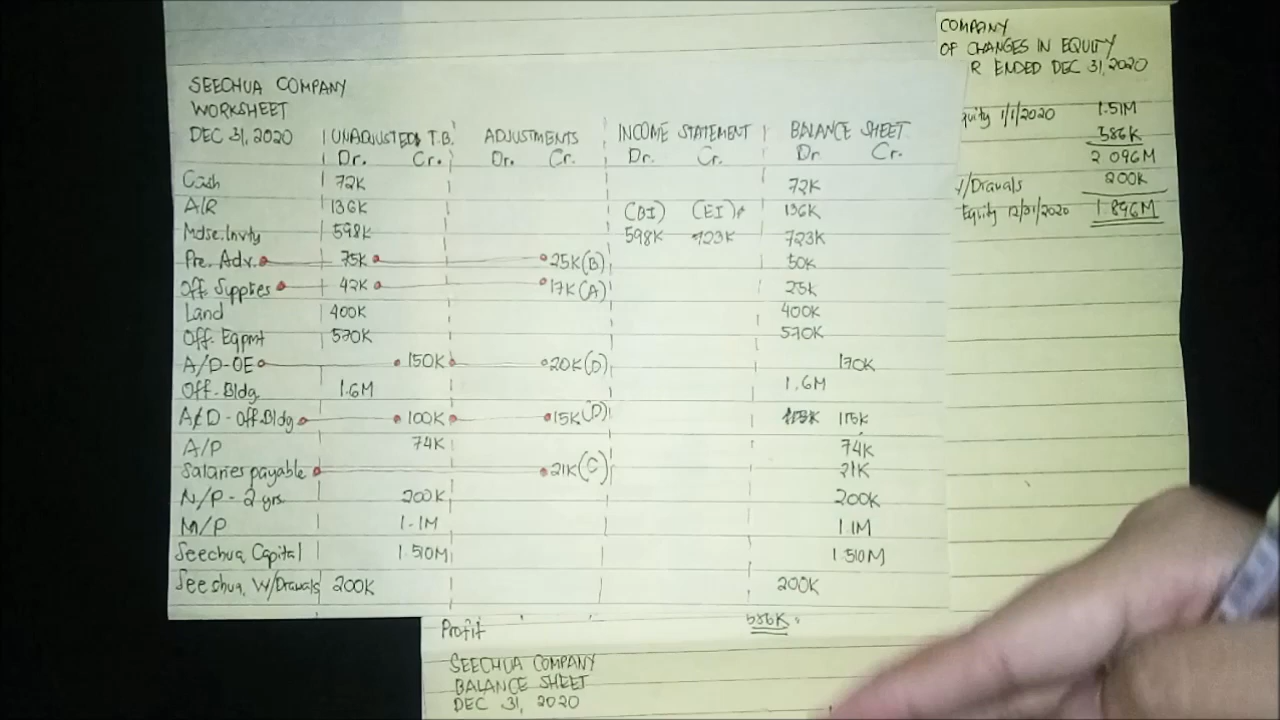 SEECHUA COMPANY
WORKSHEET
DEC 31, 2020 UNADJUSTED T.B. ADJUSTMENTS INCOME STATEMENT BALANCE SHEET
Dr. Cr. Dr. Cr. Dr. Cr. Dr Cr.
Cash 72K 72K
A/R 136K (BI) (EI) 136K
Mdse. Invty 598K 598K 723K 723K
Pre. Adv. 75K 25K (B) 50K
Off. Supplies 42K 17K (A) 25K
Land 400K 400K
Off. Eqpmt 570K 570K
A/D-OE 150K 20K (D) 170K
Off-Bldg 1.6M 1.6M
A/D - Off.Bldg 100K 15K (D) 115K
A/P 74K 74K
Salaries payable 21K (C) 21K
N/P - 2 yrs. 200K 200K
M/P 1.1M 1.1M
Seechua, Capital 1.510M 1.510M
Seechua, W/Drawals 200K 200K
Profit 586K
SEECHUA COMPANY
BALANCE SHEET
DEC 31, 2020
COMPANY
OF CHANGES IN EQUITY
R ENDED DEC 31, 2020
quity 1/1/2020 1.51M
586K
2 096M
/Drawals 200K
Equity 12/31/2020 1.896M